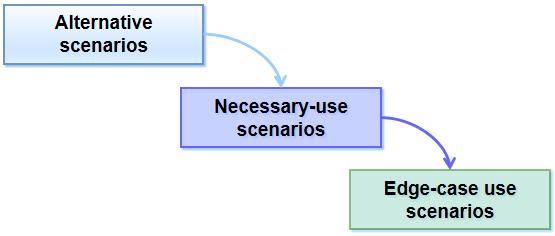 Alternative
scenarios
Necessary-use
scenarios
Edge-case use
scenarios